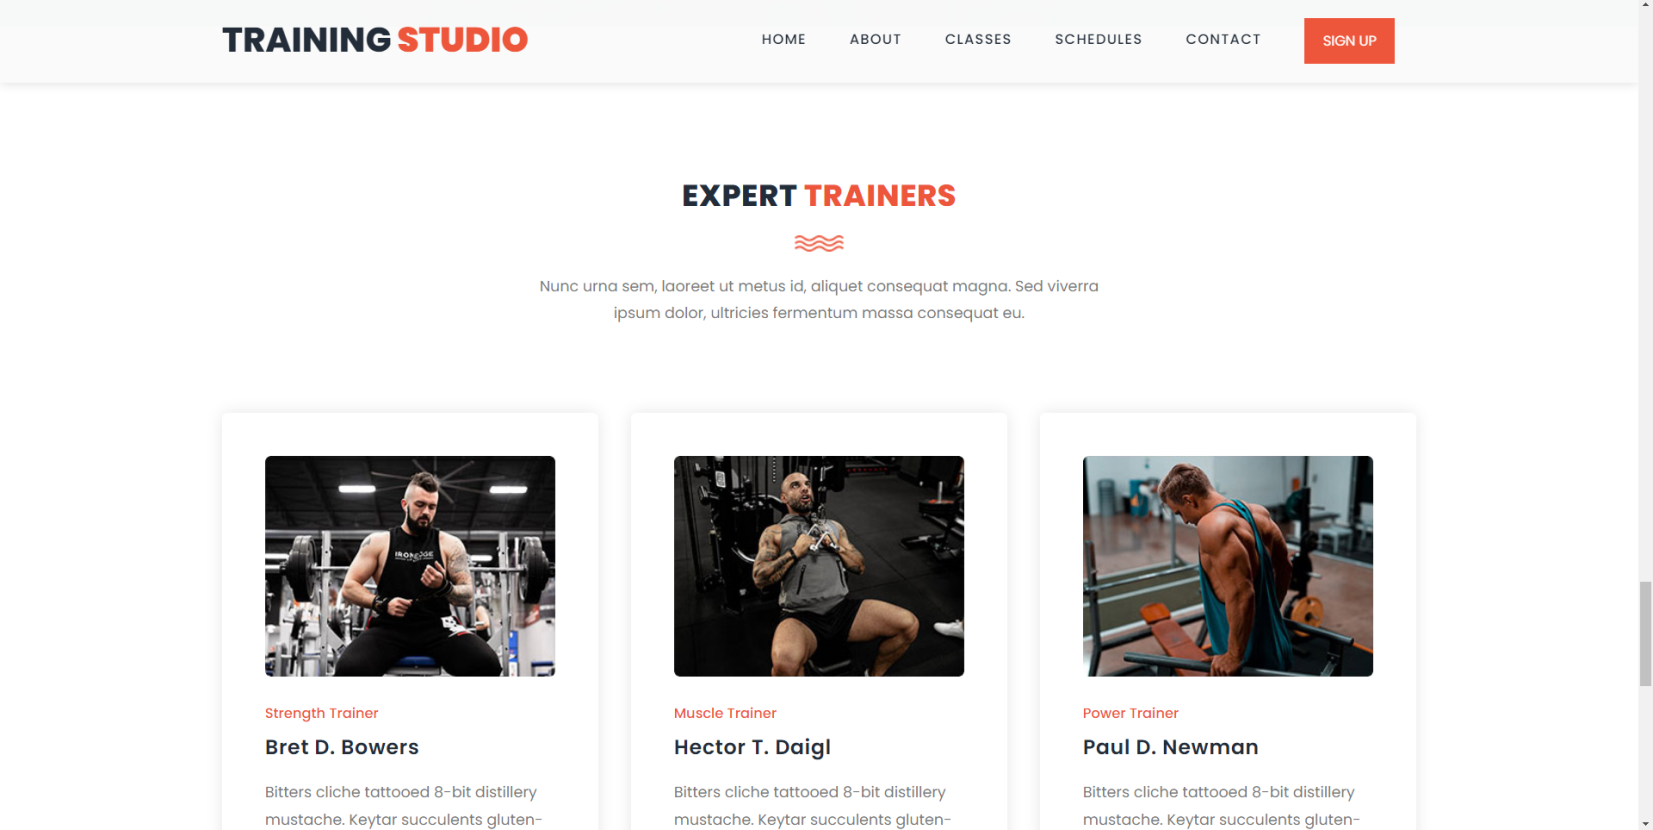 TRAINING STUDIO
HOME ABOUT CLASSES SCHEDULES CONTACT SIGN UP
EXPERT TRAINERS
Nunc urna sem, laoreet ut metus id, aliquet consequat magna. Sed viverra
ipsum dolor, ultricies fermentum massa consequat eu.
IRON EDGE
Strength Trainer
Bret D. Bowers
Bitters cliche tattooed 8-bit distillery
mustache. Keytar succulents gluten-
Muscle Trainer
Hector T. Daigl
Bitters cliche tattooed 8-bit distillery
mustache. Keytar succulents gluten-
Power Trainer
Paul D. Newman
Bitters cliche tattooed 8-bit distillery
mustache. Keytar succulents gluten-